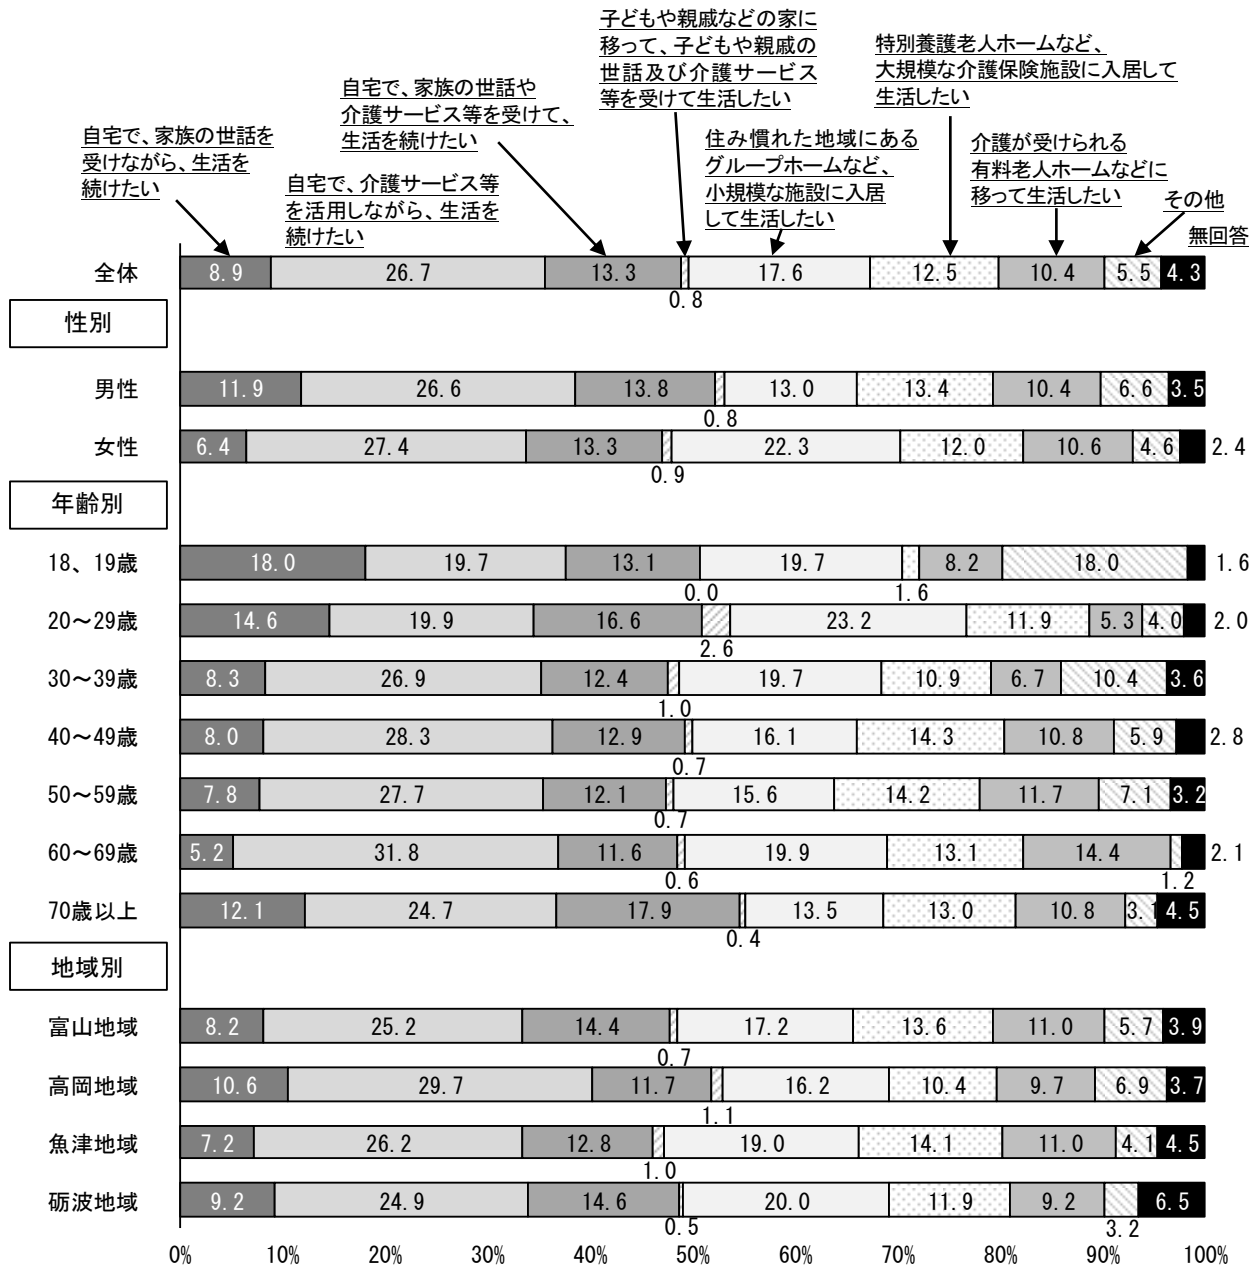 子どもや親戚などの家に
移って、子どもや親戚の
世話及び介護サービス
等を受けて生活したい
特別養護老人ホームなど、
大規模な介護保険施設に入居して
生活したい
自宅で、家族の世話や
介護サービス等を受けて、
生活を続けたい
自宅で、家族の世話を
受けながら、生活を
続けたい
住み慣れた地域にある
グループホームなど、
小規模な施設に入居
して生活したい
介護が受けられる
有料老人ホームなどに
移って生活したい
自宅で、介護サービス等
を活用しながら、生活を
続けたい
その他
無回答
全体 8.9 26.7 13.3 17.6 12.5 10.4 5.5 4.3
0.8
性別
男性 11.9 26.6 13.8 13.0 13.4 10.4 6.6 3.5
0.8
女性 6.4 27.4 13.3 22.3 12.0 10.6 4.6 2.4
0.9
年齢別
18、19歳 18.0 19.7 13.1 19.7 8.2 18.0 1.6
0.0 1.6
20～29歳 14.6 19.9 16.6 23.2 11.9 5.3 4.0 2.0
2.6
30～39歳 8.3 26.9 12.4 19.7 10.9 6.7 10.4 3.6
1.0
40～49歳 8.0 28.3 12.9 16.1 14.3 10.8 5.9 2.8
0.7
50～59歳 7.8 27.7 12.1 15.6 14.2 11.7 7.1 3.2
0.7
60～69歳 5.2 31.8 11.6 19.9 13.1 14.4 2.1
0.6 1.2
70歳以上 12.1 24.7 17.9 13.5 13.0 10.8 3.1 4.5
0.4
地域別
富山地域 8.2 25.2 14.4 17.2 13.6 11.0 5.7 3.9
0.7
高岡地域 10.6 29.7 11.7 16.2 10.4 9.7 6.9 3.7
1.1
魚津地域 7.2 26.2 12.8 19.0 14.1 11.0 4.1 4.5
1.0
砺波地域 9.2 24.9 14.6 20.0 11.9 9.2 6.5
0.5 3.2
0% 10% 20% 30% 40% 50% 60% 70% 80% 90% 100%